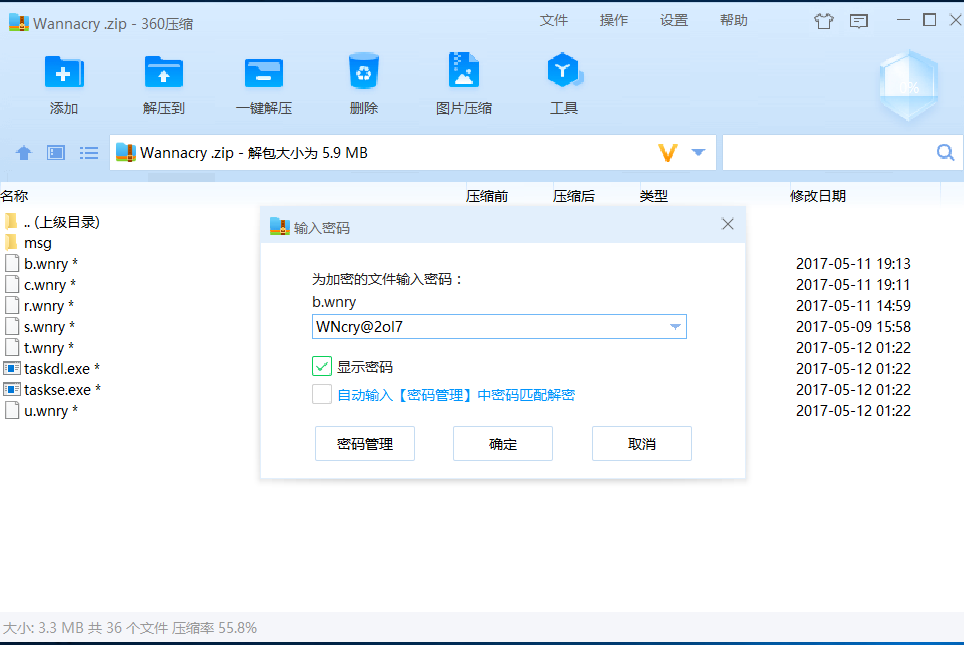 Wannacry .zip - 360压缩
文件 操作 设置 帮助
添加 解压到 一键解压 删除 图片压缩 工具
0%
Wannacry .zip - 解包大小为 5.9 MB
名称 压缩前 压缩后 类型 修改日期
.. (上级目录)
msg
b.wnry * 2017-05-11 19:13
c.wnry * 2017-05-11 19:11
r.wnry * 2017-05-11 14:59
s.wnry * 2017-05-09 15:58
t.wnry * 2017-05-12 01:22
taskdl.exe * 2017-05-12 01:22
taskse.exe * 2017-05-12 01:22
u.wnry * 2017-05-12 01:22
输入密码
为加密的文件输入密码：
b.wnry
WNcry@2ol7
显示密码
自动输入【密码管理】中密码匹配解密
密码管理 确定 取消
大小: 3.3 MB 共 36 个文件 压缩率 55.8%